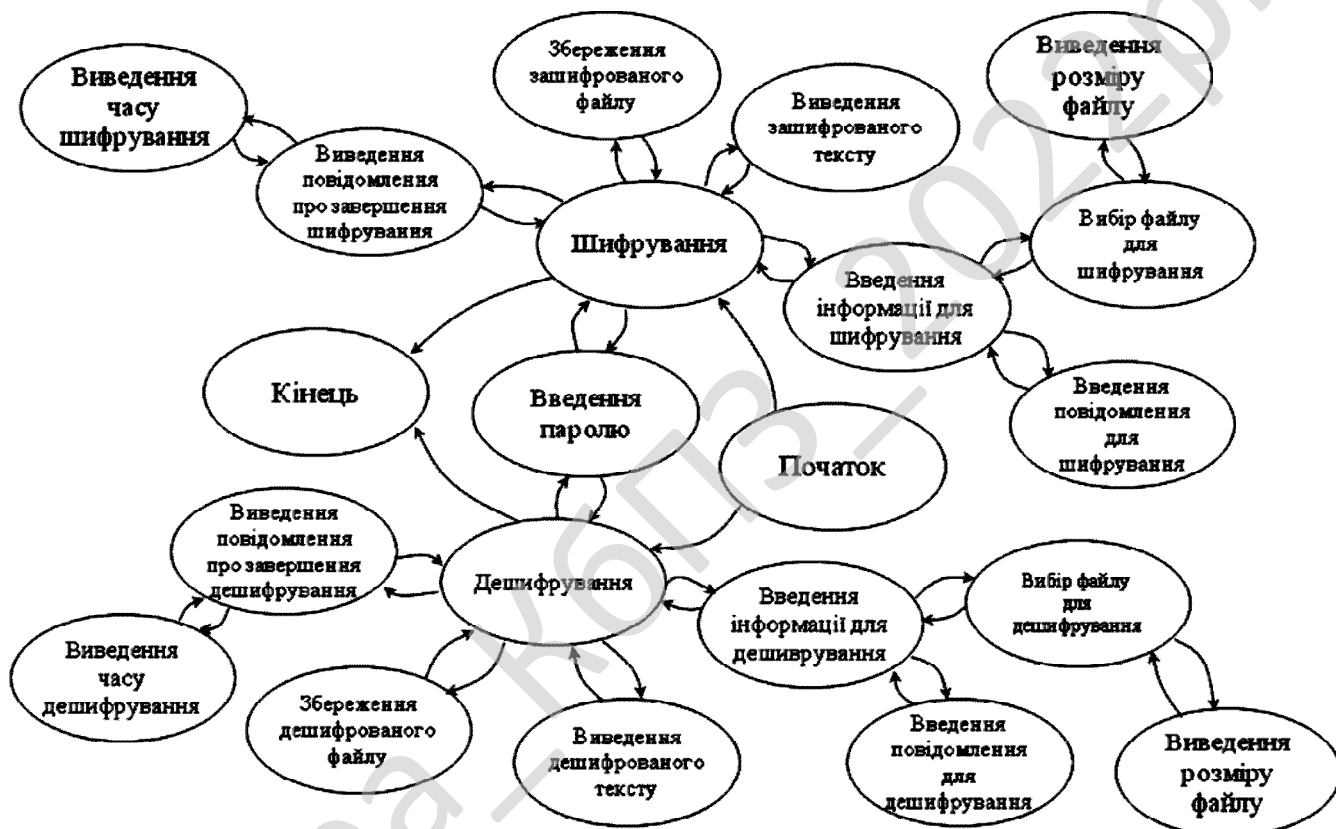 Виведення
часу
шифрування
Збереження
зашифрованого
файлу
Виведення
зашифрованого
тексту
Виведення
розміру
файлу
Виведення
повідомлення
про завершення
шифрування
Шифрування
Вибір файлу
для
шифрування
Введення
інформації для
шифрування
Кінець
Введення
паролю
Введення
повідомлення
для
шифрування
Початок
Виведення
повідомлення
про завершення
дешифрування
Дешифрування
Введення
інформації для
дешиврування
Вибір файлу
для
дешифрування
Виведення
часу
дешифрування
Збереження
дешифрованого
файлу
Виведення
дешифрованого
тексту
Введення
повідомлення
для
дешифрування
Виведення
розміру
файлу
КбПЗ_2022р